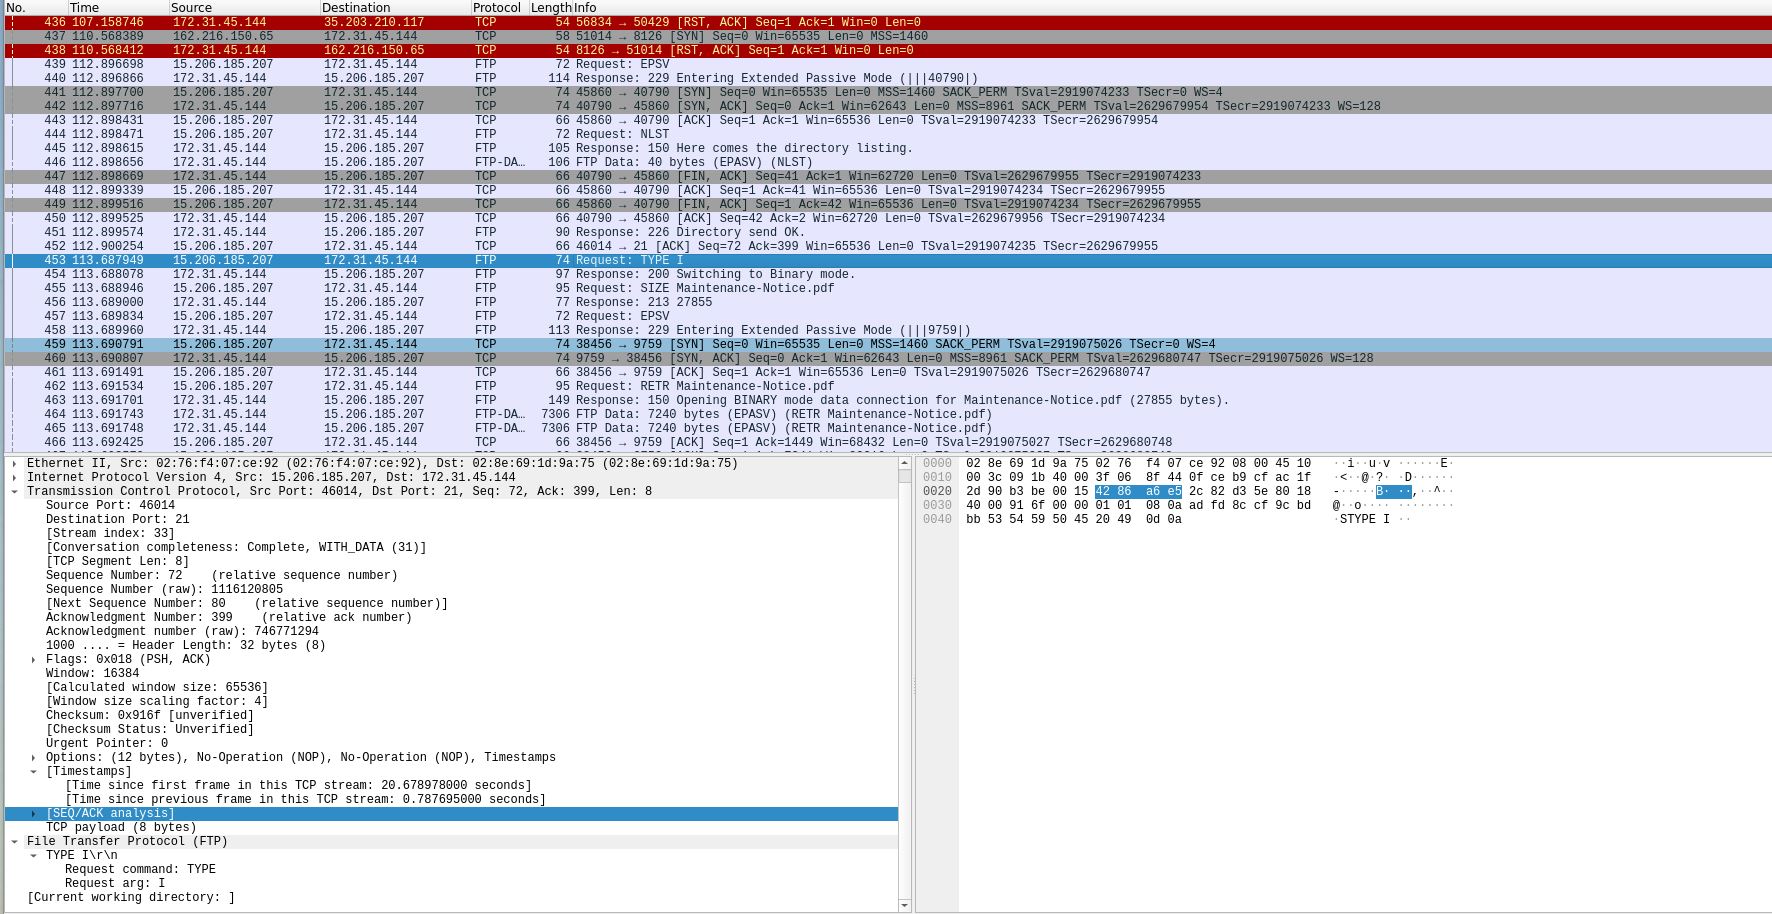 No. Time Source Destination Protocol Length Info
436 107.158746 172.31.45.144 35.203.210.117 TCP 54 56834 → 50429 [RST, ACK] Seq=1 Ack=1 Win=0 Len=0
437 110.568389 162.216.150.65 172.31.45.144 TCP 58 51014 → 8126 [SYN] Seq=0 Win=65535 Len=0 MSS=1460
438 110.568412 172.31.45.144 162.216.150.65 TCP 54 8126 → 51014 [RST, ACK] Seq=1 Ack=1 Win=0 Len=0
439 112.896698 15.206.185.207 172.31.45.144 FTP 72 Request: EPSV
440 112.896866 172.31.45.144 15.206.185.207 FTP 114 Response: 229 Entering Extended Passive Mode (|||40790|)
441 112.897700 15.206.185.207 172.31.45.144 TCP 74 45860 → 40790 [SYN] Seq=0 Win=65535 Len=0 MSS=1460 SACK_PERM TSval=2919074233 TSecr=0 WS=4
442 112.897716 172.31.45.144 15.206.185.207 TCP 74 40790 → 45860 [SYN, ACK] Seq=0 Ack=1 Win=62643 Len=0 MSS=8961 SACK_PERM TSval=2629679954 TSecr=2919074233 WS=128
443 112.898431 15.206.185.207 172.31.45.144 TCP 66 45860 → 40790 [ACK] Seq=1 Ack=1 Win=65536 Len=0 TSval=2919074233 TSecr=2629679954
444 112.898471 15.206.185.207 172.31.45.144 FTP 72 Request: NLST
445 112.898615 172.31.45.144 15.206.185.207 FTP 105 Response: 150 Here comes the directory listing.
446 112.898656 172.31.45.144 15.206.185.207 FTP-DA… 106 FTP Data: 40 bytes (EPASV) (NLST)
447 112.898669 172.31.45.144 15.206.185.207 TCP 66 40790 → 45860 [FIN, ACK] Seq=41 Ack=1 Win=62720 Len=0 TSval=2629679955 TSecr=2919074233
448 112.899339 15.206.185.207 172.31.45.144 TCP 66 45860 → 40790 [ACK] Seq=1 Ack=41 Win=65536 Len=0 TSval=2919074234 TSecr=2629679955
449 112.899516 15.206.185.207 172.31.45.144 TCP 66 45860 → 40790 [FIN, ACK] Seq=1 Ack=42 Win=65536 Len=0 TSval=2919074234 TSecr=2629679955
450 112.899525 172.31.45.144 15.206.185.207 TCP 66 40790 → 45860 [ACK] Seq=42 Ack=2 Win=62720 Len=0 TSval=2629679956 TSecr=2919074234
451 112.899574 172.31.45.144 15.206.185.207 FTP 90 Response: 226 Directory send OK.
452 112.900254 15.206.185.207 172.31.45.144 TCP 66 46014 → 21 [ACK] Seq=72 Ack=399 Win=65536 Len=0 TSval=2919074235 TSecr=2629679955
453 113.687949 15.206.185.207 172.31.45.144 FTP 74 Request: TYPE I
454 113.688078 172.31.45.144 15.206.185.207 FTP 97 Response: 200 Switching to Binary mode.
455 113.688946 15.206.185.207 172.31.45.144 FTP 95 Request: SIZE Maintenance-Notice.pdf
456 113.689000 172.31.45.144 15.206.185.207 FTP 77 Response: 213 27855
457 113.689834 15.206.185.207 172.31.45.144 FTP 72 Request: EPSV
458 113.689960 172.31.45.144 15.206.185.207 FTP 113 Response: 229 Entering Extended Passive Mode (|||9759|)
459 113.690791 15.206.185.207 172.31.45.144 TCP 74 38456 → 9759 [SYN] Seq=0 Win=65535 Len=0 MSS=1460 SACK_PERM TSval=2919075026 TSecr=0 WS=4
460 113.690807 172.31.45.144 15.206.185.207 TCP 74 9759 → 38456 [SYN, ACK] Seq=0 Ack=1 Win=62643 Len=0 MSS=8961 SACK_PERM TSval=2629680747 TSecr=2919075026 WS=128
461 113.691491 15.206.185.207 172.31.45.144 TCP 66 38456 → 9759 [ACK] Seq=1 Ack=1 Win=65536 Len=0 TSval=2919075026 TSecr=2629680747
462 113.691534 15.206.185.207 172.31.45.144 FTP 95 Request: RETR Maintenance-Notice.pdf
463 113.691701 172.31.45.144 15.206.185.207 FTP 149 Response: 150 Opening BINARY mode data connection for Maintenance-Notice.pdf (27855 bytes).
464 113.691743 172.31.45.144 15.206.185.207 FTP-DA… 7306 FTP Data: 7240 bytes (EPASV) (RETR Maintenance-Notice.pdf)
465 113.691748 172.31.45.144 15.206.185.207 FTP-DA… 7306 FTP Data: 7240 bytes (EPASV) (RETR Maintenance-Notice.pdf)
466 113.692425 15.206.185.207 172.31.45.144 TCP 66 38456 → 9759 [ACK] Seq=1 Ack=1449 Win=68432 Len=0 TSval=2919075027 TSecr=2629680748
Ethernet II, Src: 02:76:f4:07:ce:92 (02:76:f4:07:ce:92), Dst: 02:8e:69:1d:9a:75 (02:8e:69:1d:9a:75)
Internet Protocol Version 4, Src: 15.206.185.207, Dst: 172.31.45.144
Transmission Control Protocol, Src Port: 46014, Dst Port: 21, Seq: 72, Ack: 399, Len: 8
Source Port: 46014
Destination Port: 21
[Stream index: 33]
[Conversation completeness: Complete, WITH_DATA (31)]
[TCP Segment Len: 8]
Sequence Number: 72 (relative sequence number)
Sequence Number (raw): 1116120805
[Next Sequence Number: 80 (relative sequence number)]
Acknowledgment Number: 399 (relative ack number)
Acknowledgment number (raw): 746771294
1000 .... = Header Length: 32 bytes (8)
Flags: 0x018 (PSH, ACK)
Window: 16384
[Calculated window size: 65536]
[Window size scaling factor: 4]
Checksum: 0x916f [unverified]
[Checksum Status: Unverified]
Urgent Pointer: 0
Options: (12 bytes), No-Operation (NOP), No-Operation (NOP), Timestamps
[Timestamps]
[Time since first frame in this TCP stream: 20.678978000 seconds]
[Time since previous frame in this TCP stream: 0.787695000 seconds]
[SEQ/ACK analysis]
TCP payload (8 bytes)
File Transfer Protocol (FTP)
TYPE I\r\n
Request command: TYPE
Request arg: I
[Current working directory: ]
0000 02 8e 69 1d 9a 75 02 76 f4 07 ce 92 08 00 45 10 ··i··u·v ······E·
0010 00 3c 09 1b 40 00 3f 06 8f 44 0f ce b9 cf ac 1f ·<··@·?· ·D······
0020 2d 90 b3 be 00 15 42 86 a6 e5 2c 82 d3 5e 80 18 -·····B· ··,··^··
0030 40 00 91 6f 00 00 01 01 08 0a ad fd 8c cf 9c bd @··o···· ········
0040 bb 53 54 59 50 45 20 49 0d 0a ·STYPE I ··